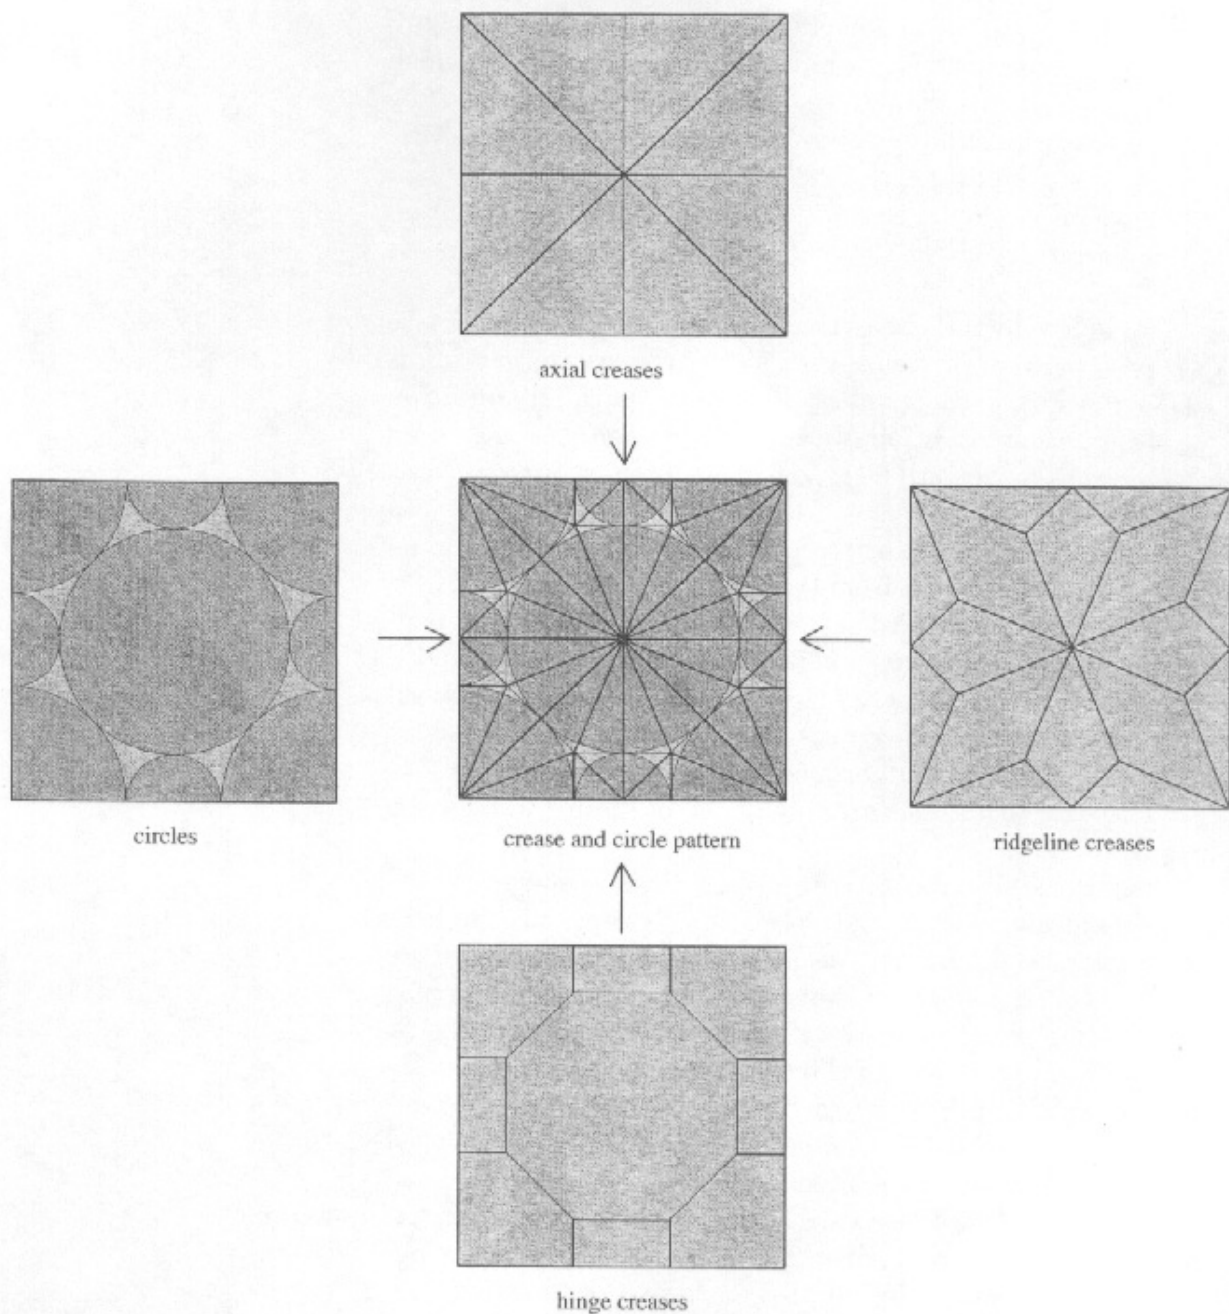 axial creases
circles
crease and circle pattern
ridgeline creases
hinge creases